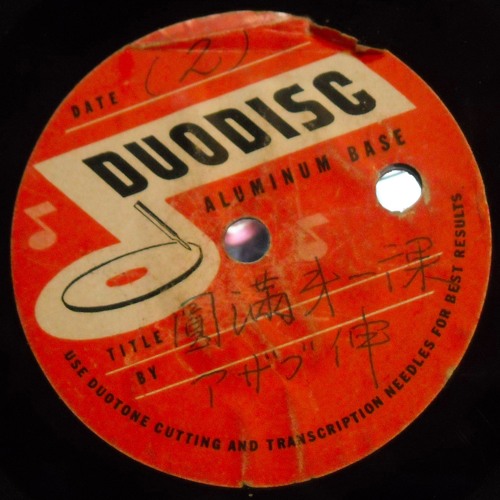 DATE (2)
DUODISC
ALUMINUM BASE
TITLE 圓満才一課
BY アザブ伸
USE DUOTONE CUTTING AND TRANSCRIPTION NEEDLES FOR BEST RESULTS